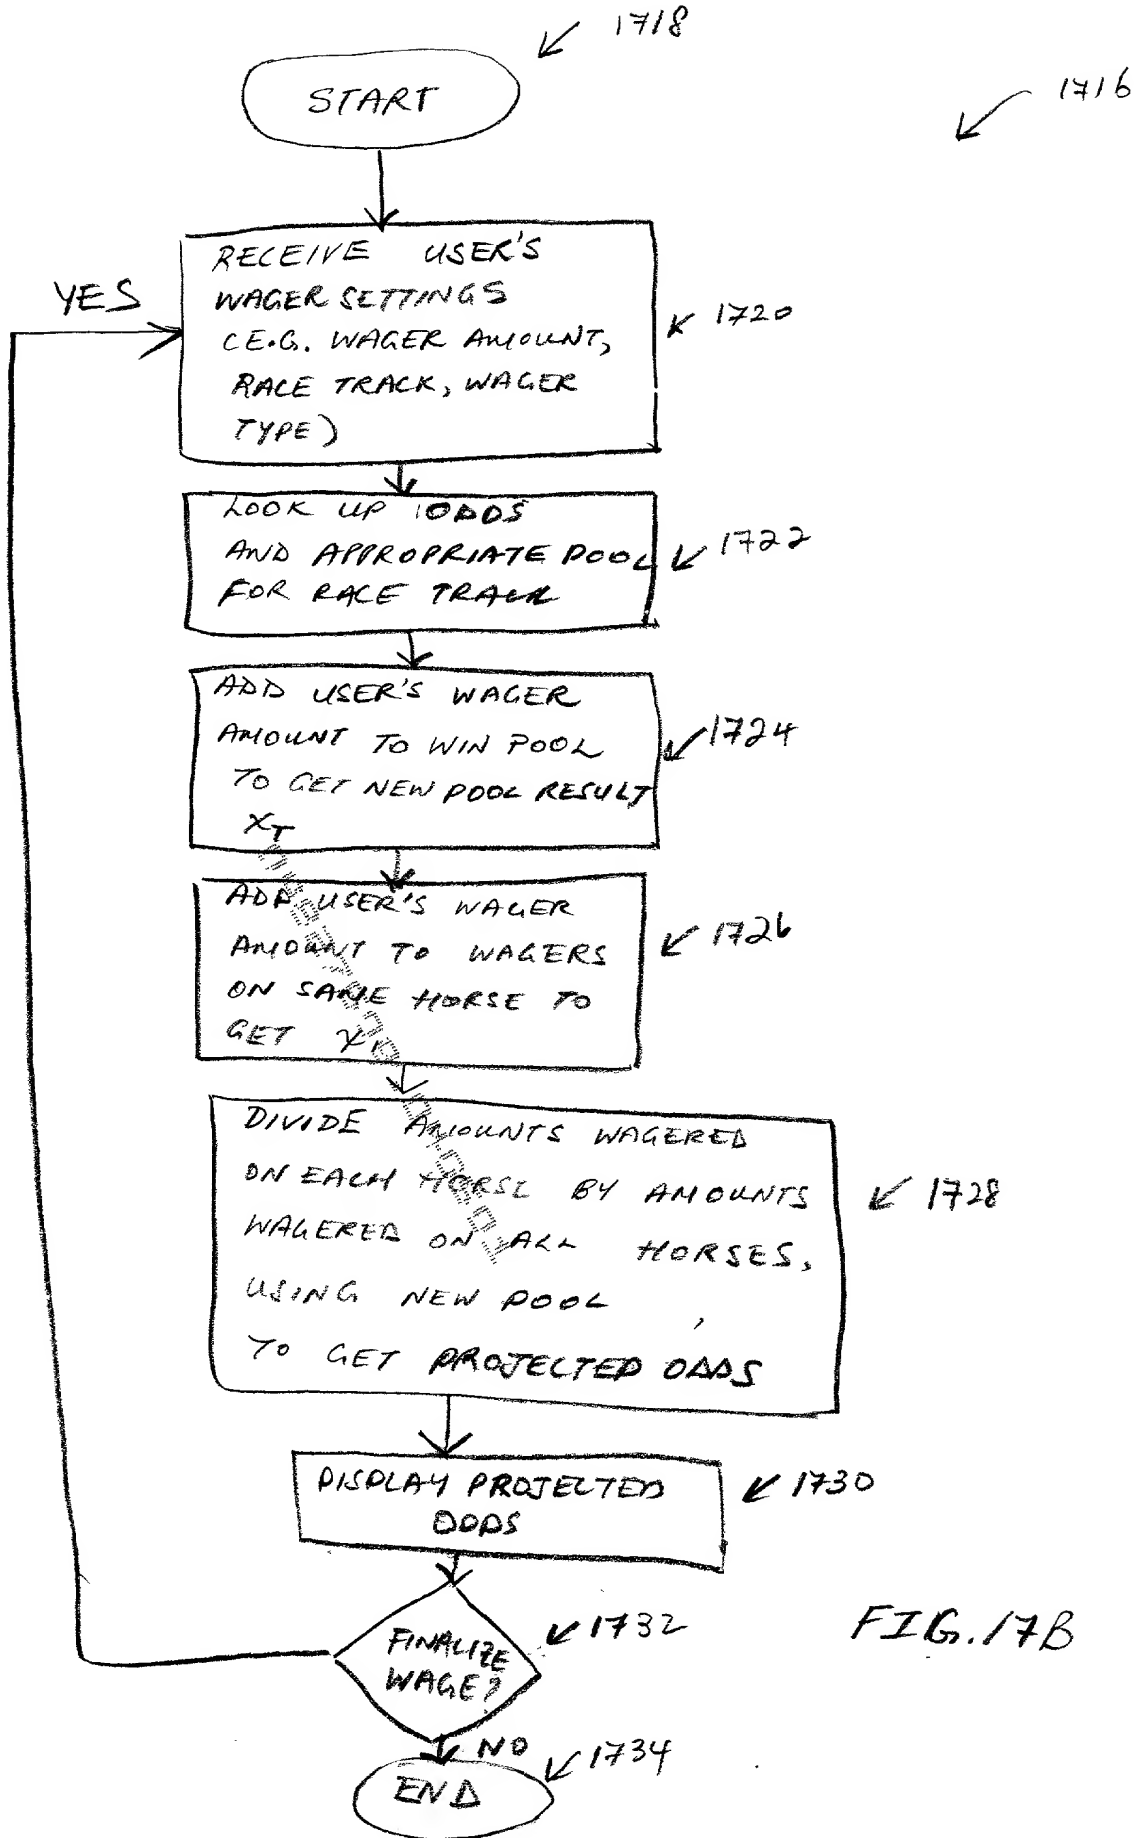 1718
START
1716
YES
RECEIVE USER'S
WAGER SETTINGS
(E.G. WAGER AMOUNT,
RACE TRACK, WAGER
TYPE)
1720
LOOK UP ODDS
AND APPROPRIATE POOL
FOR RACE TRACK
1722
ADD USER'S WAGER
AMOUNT TO WIN POOL
TO GET NEW POOL RESULT
X_T
1724
ADD USER'S WAGER
AMOUNT TO WAGERS
ON SAME HORSE TO
GET X
1726
DIVIDE AMOUNTS WAGERED
ON EACH HORSE BY AMOUNTS
WAGERED ON ALL HORSES,
USING NEW POOL,
TO GET PROJECTED ODDS
1728
DISPLAY PROJECTED
ODDS
1730
FINALIZE
WAGE?
1732
FIG. 17B
NO
1734
END